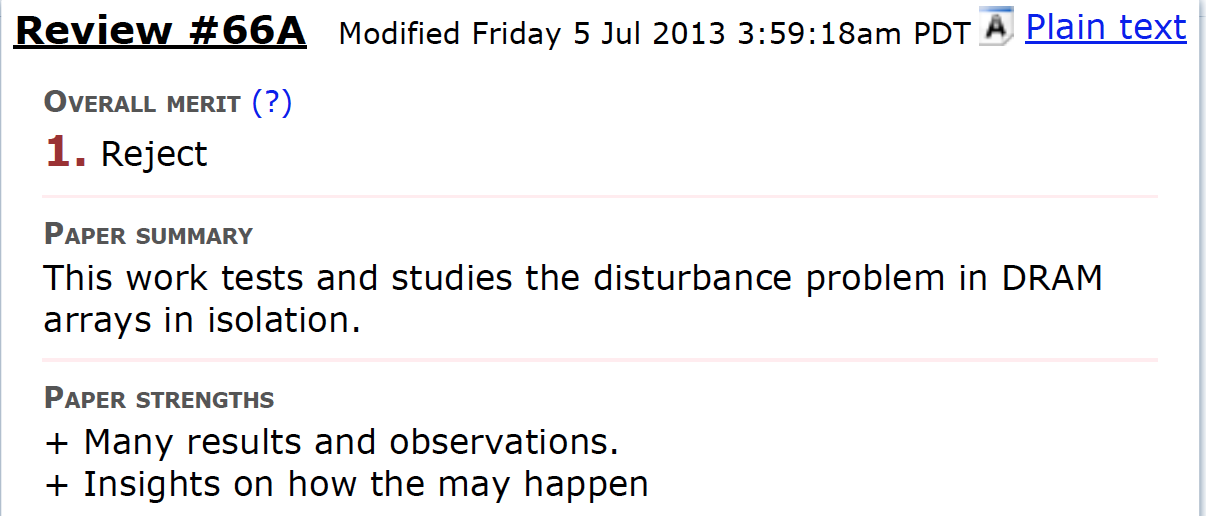 Review #66A Modified Friday 5 Jul 2013 3:59:18am PDT A Plain text
OVERALL MERIT (?)
1. Reject
PAPER SUMMARY
This work tests and studies the disturbance problem in DRAM
arrays in isolation.
PAPER STRENGTHS
+ Many results and observations.
+ Insights on how the may happen